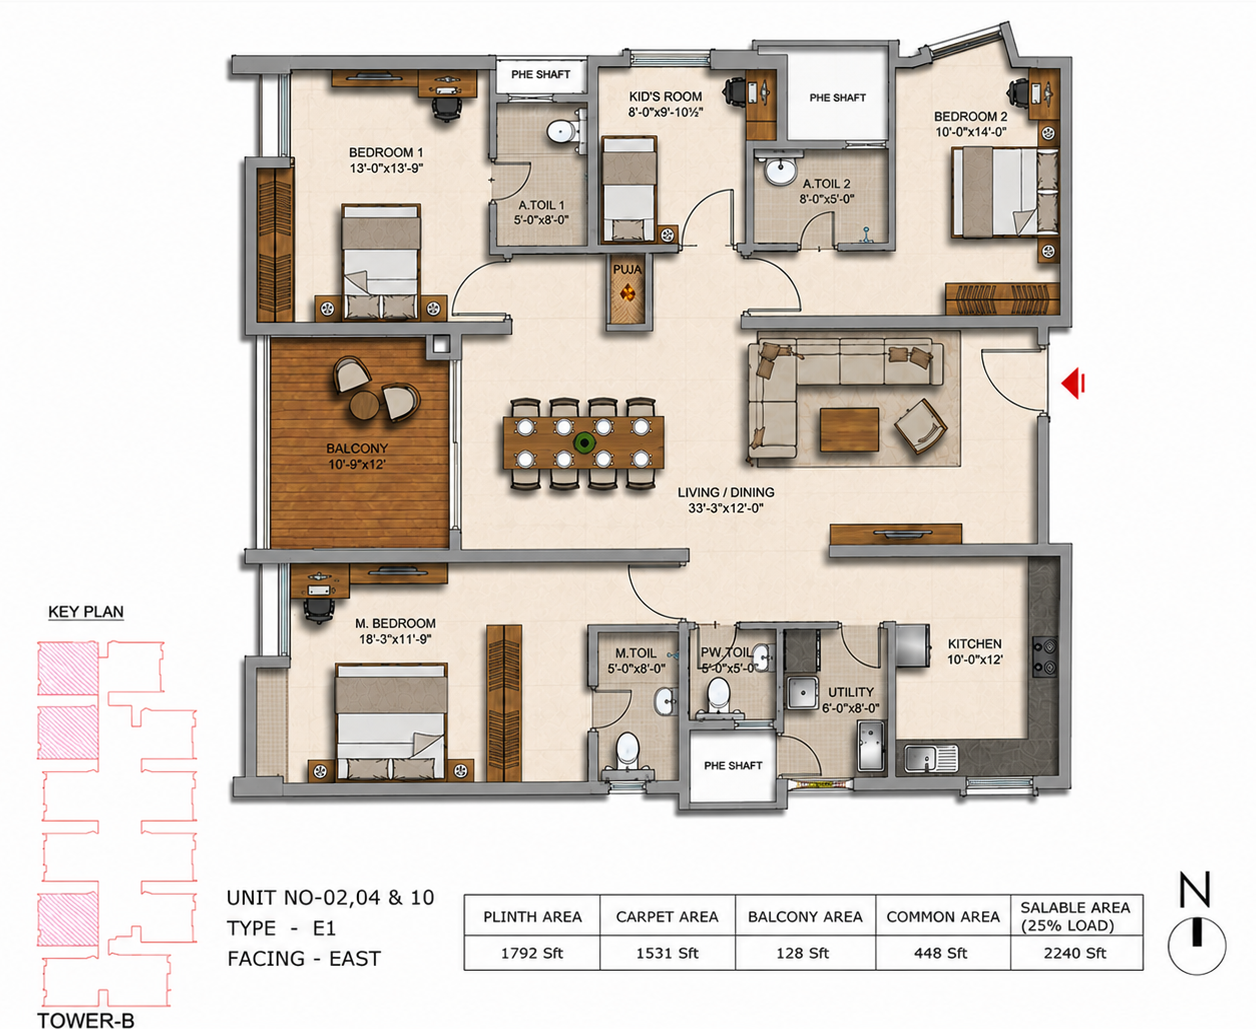 PHE SHAFT
KID'S ROOM
8'-0"x9'-10½"
PHE SHAFT
BEDROOM 2
10'-0"x14'-0"
BEDROOM 1
13'-0"x13'-9"
A.TOIL 1
5'-0"x8'-0"
A.TOIL 2
8'-0"x5'-0"
PUJA
BALCONY
10'-9"x12'
LIVING / DINING
33'-3"x12'-0"
M. BEDROOM
18'-3"x11'-9"
M.TOIL
5'-0"x8'-0"
PW.TOIL
5'-0"x5'-0"
KITCHEN
10'-0"x12'
UTILITY
6'-0"x8'-0"
PHE SHAFT
KEY PLAN
TOWER-B
UNIT NO-02,04 & 10
TYPE - E1
FACING - EAST
PLINTH AREA CARPET AREA BALCONY AREA COMMON AREA SALABLE AREA
(25% LOAD)
1792 Sft 1531 Sft 128 Sft 448 Sft 2240 Sft
N